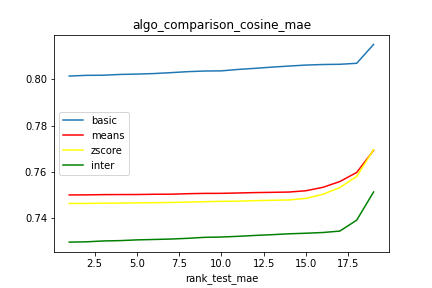 algo_comparison_cosine_mae
0.80
0.78
0.76
0.74
basic
means
zscore
inter
2.5 5.0 7.5 10.0 12.5 15.0 17.5
rank_test_mae